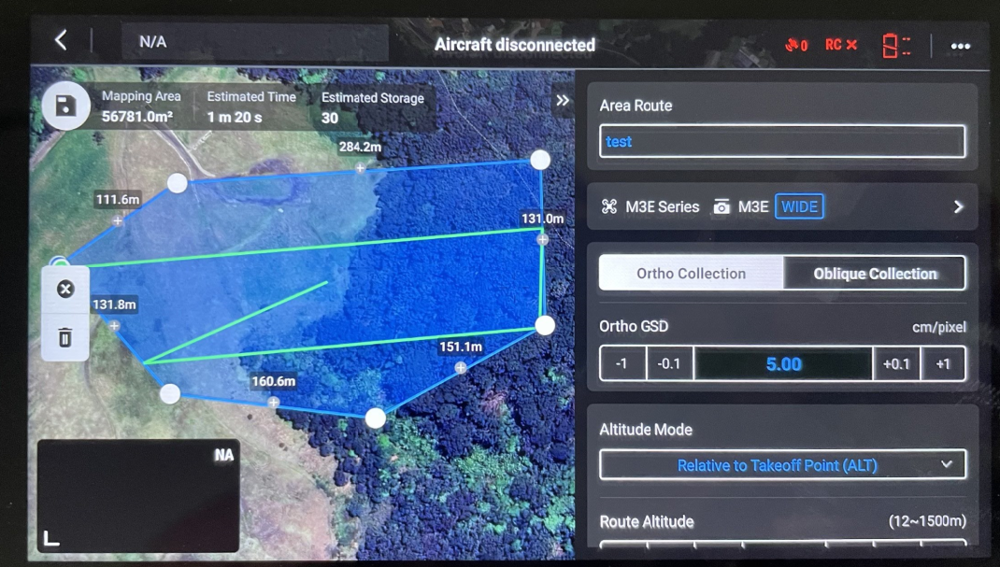 N/A
Aircraft disconnected
0
RC
Mapping Area
Estimated Time
Estimated Storage
56781.0m²
1 m 20 s
30
284.2m
111.6m
131.0m
131.8m
151.1m
160.6m
NA
Area Route
test
M3E Series
M3E
WIDE
Ortho Collection
Oblique Collection
Ortho GSD
cm/pixel
-1
-0.1
5.00
+0.1
+1
Altitude Mode
Relative to Takeoff Point (ALT)
Route Altitude
(12~1500m)